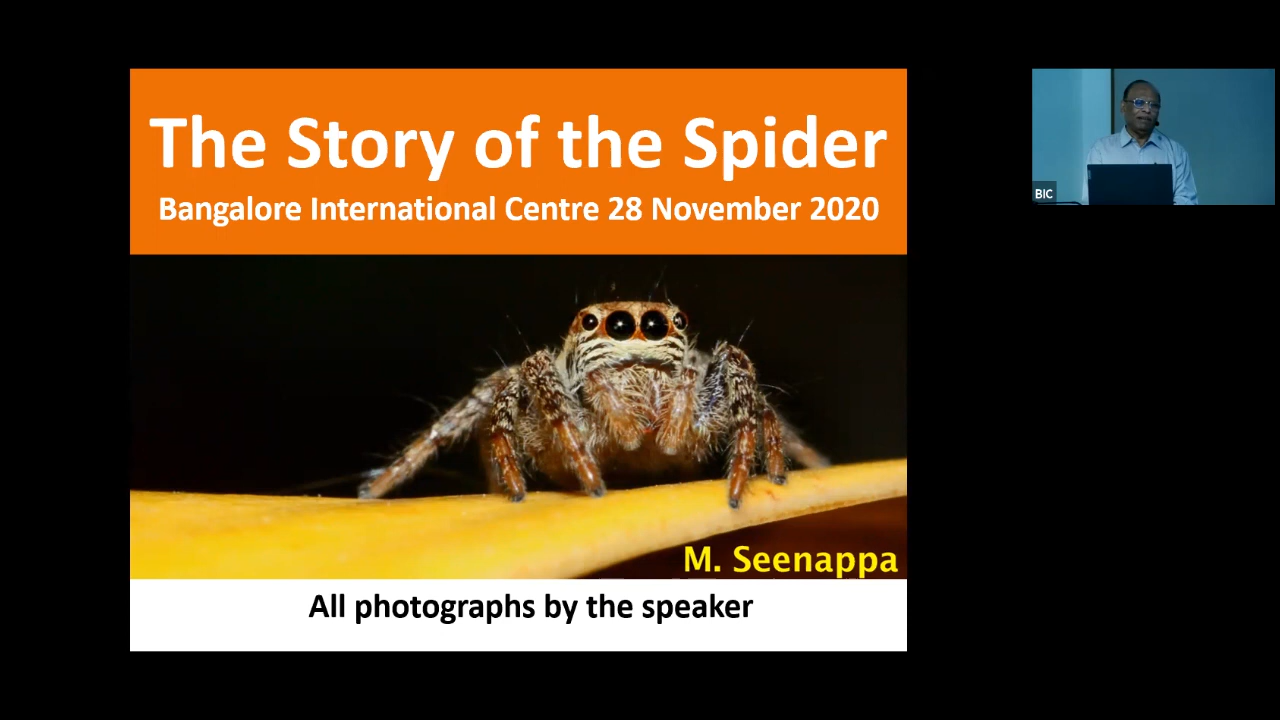 The Story of the Spider
Bangalore International Centre 28 November 2020
M. Seenappa
All photographs by the speaker
BIC